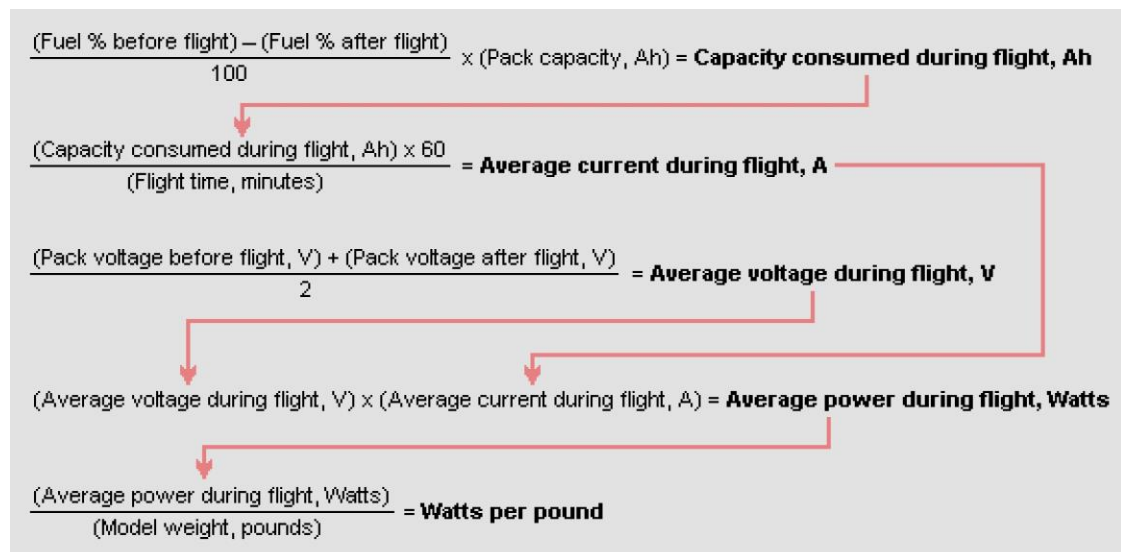 (Fuel % before flight) – (Fuel % after flight)
100
x (Pack capacity, Ah) = Capacity consumed during flight, Ah
(Capacity consumed during flight, Ah) x 60
(Flight time, minutes)
= Average current during flight, A
(Pack voltage before flight, V) + (Pack voltage after flight, V)
2
= Average voltage during flight, V
(Average voltage during flight, V) x (Average current during flight, A) = Average power during flight, Watts
(Average power during flight, Watts)
(Model weight, pounds)
= Watts per pound